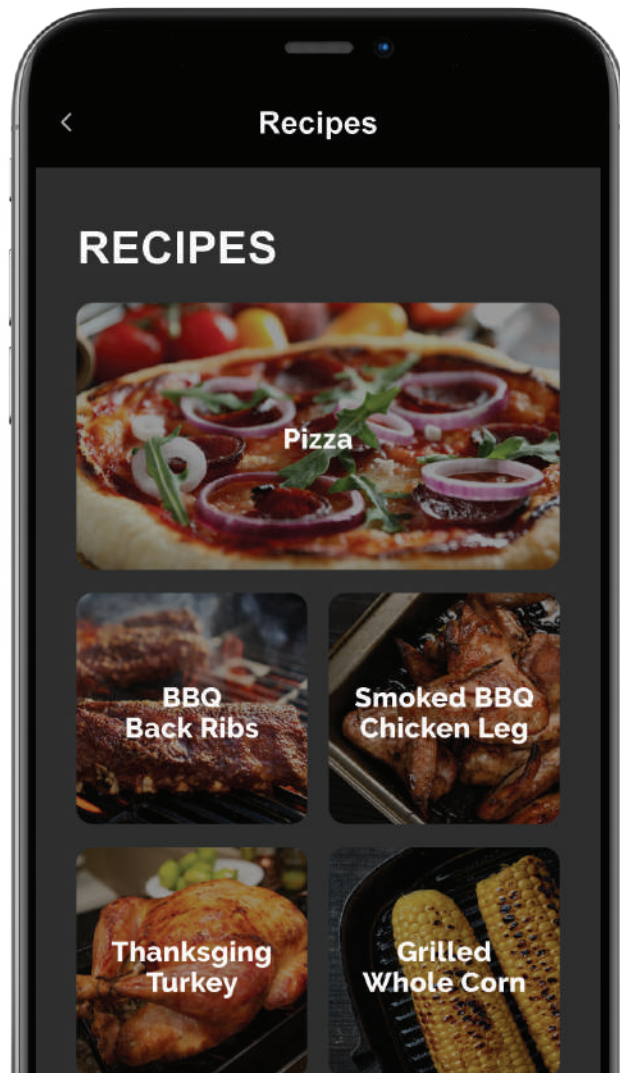 Recipes
RECIPES
Pizza
BBQ
Back Ribs
Smoked BBQ
Chicken Leg
Thanksging
Turkey
Grilled
Whole Corn